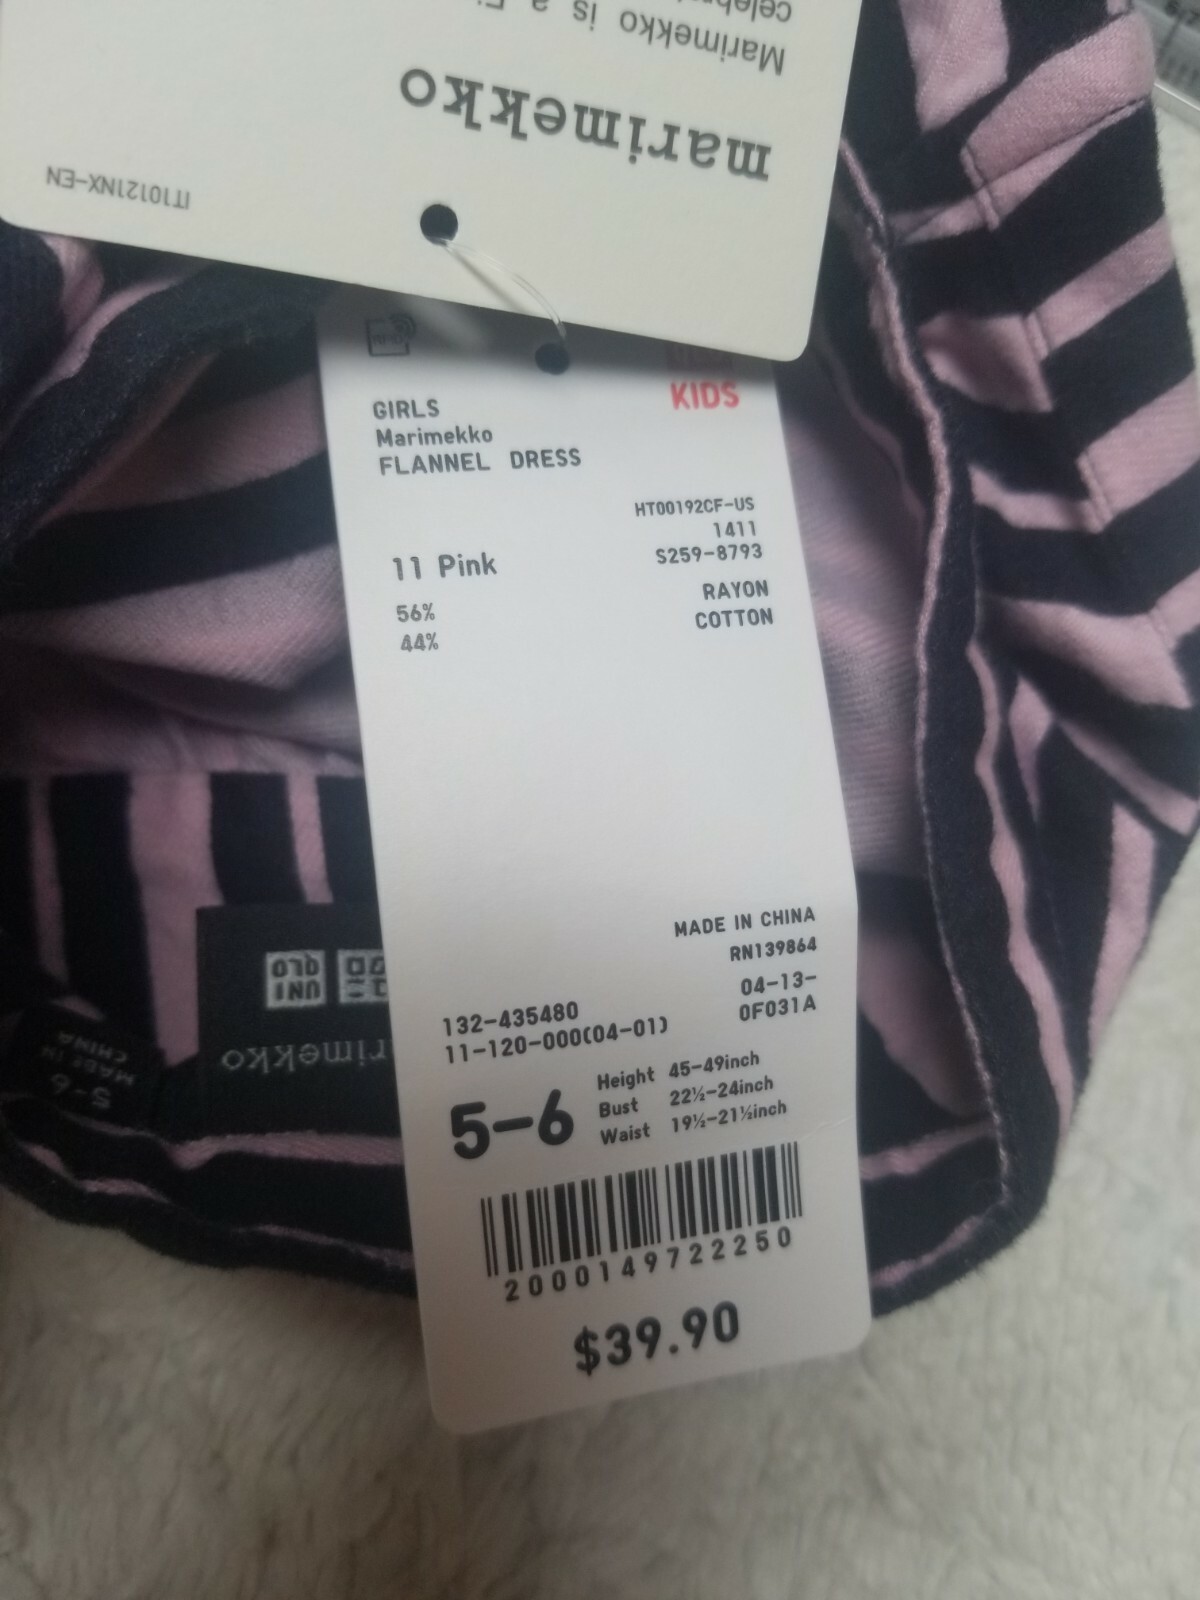 IT10121NX-EN
marimekko
Marimekko is a Fi
KIDS
GIRLS
Marimekko
FLANNEL DRESS
HT00192CF-US
1411
11 Pink
S259-8793
56% RAYON
44% COTTON
MADE IN CHINA
RN139864
04-13-
0F031A
132-435480
11-120-000(04-01)
5-6
Height 45-49inch
Bust 22½-24inch
Waist 19½-21½inch
2000149722250
$39.90
UNI
QLO
rimekko
5-6
MADE IN
CHINA